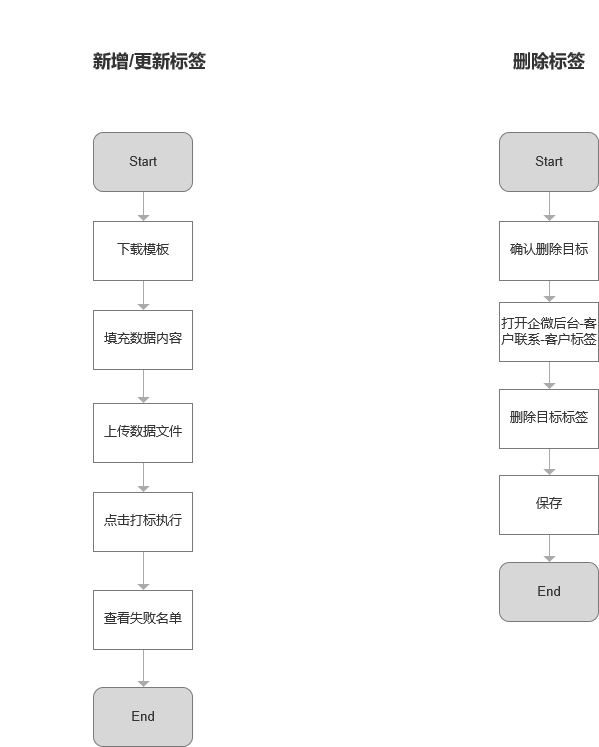 新增/更新标签
Start
下载模板
填充数据内容
上传数据文件
点击打标执行
查看失败名单
End
删除标签
Start
确认删除目标
打开企微后台-客
户联系-客户标签
删除目标标签
保存
End